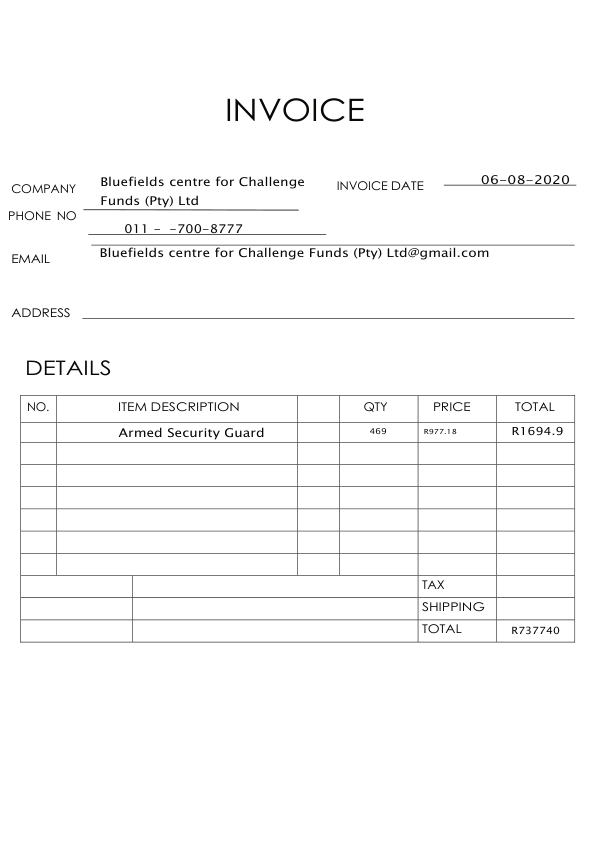 INVOICE
COMPANY Bluefields centre for Challenge INVOICE DATE 06-08-2020
Funds (Pty) Ltd
PHONE NO 011 - -700-8777
EMAIL Bluefields centre for Challenge Funds (Pty) Ltd@gmail.com
ADDRESS
DETAILS
NO. ITEM DESCRIPTION QTY PRICE TOTAL
Armed Security Guard 469 R977.18 R1694.9
TAX
SHIPPING
TOTAL R737740